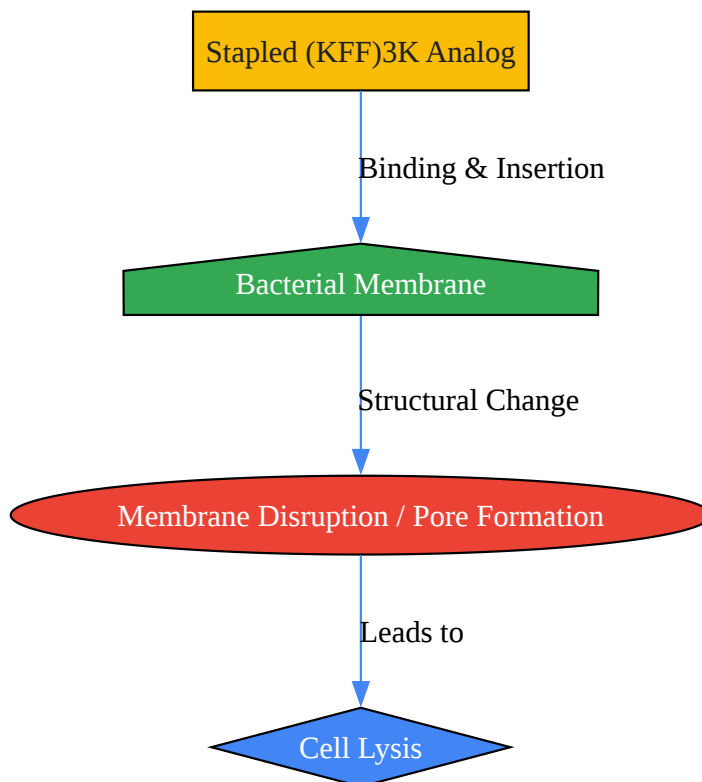 Stapled (KFF)3K Analog
Binding & Insertion
Bacterial Membrane
Structural Change
Membrane Disruption / Pore Formation
Leads to
Cell Lysis